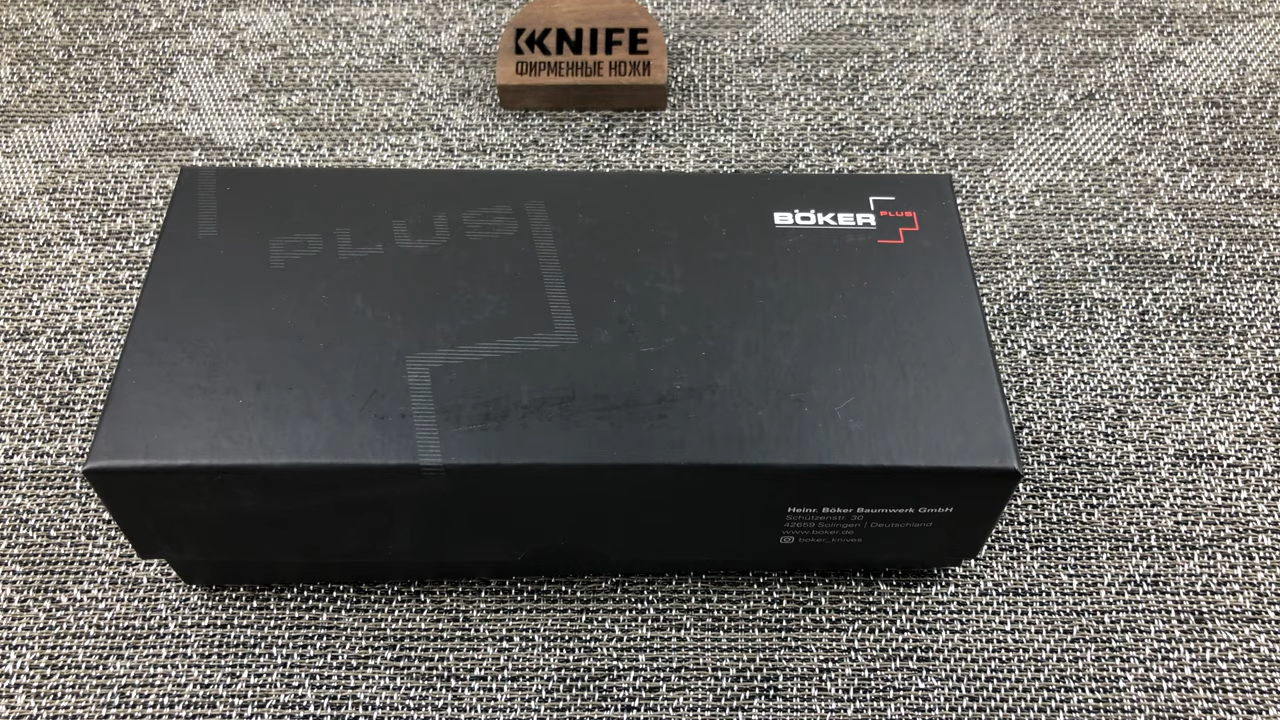 KNIFE
ФИРМЕННЫЕ НОЖИ
PLUS
BÖKER PLUS
Heinr. Böker Baumwerk GmbH
Schützenstr. 30
42659 Solingen | Deutschland
www.boker.de
boker_knives